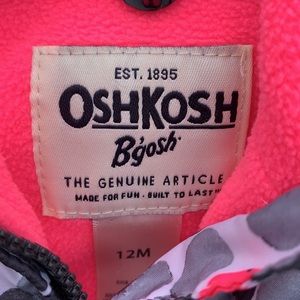 EST. 1895
OSHKOSH
B'gosh
THE GENUINE ARTICLE
MADE FOR FUN · BUILT TO LAST
12M